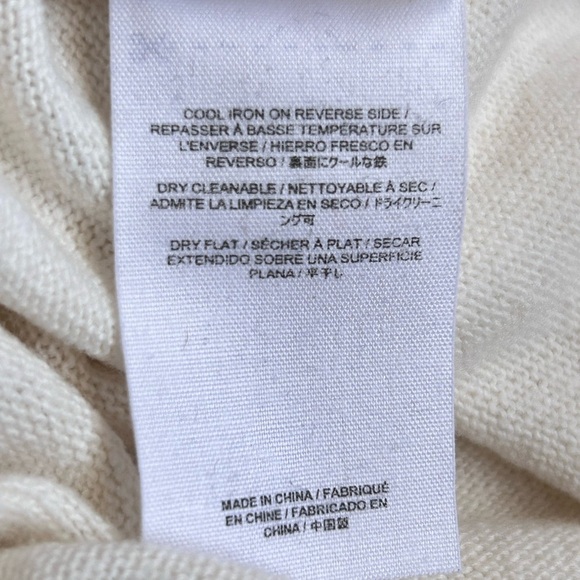 COOL IRON ON REVERSE SIDE /
REPASSER À BASSE TEMPÉRATURE SUR
L'ENVERSE / HIERRO FRESCO EN
REVERSO / 裏面にクールな鉄
DRY CLEANABLE / NETTOYABLE À SEC /
ADMITE LA LIMPIEZA EN SECO / ドライクリーニ
ング可
DRY FLAT / SÉCHER À PLAT / SECAR
EXTENDIDO SOBRE UNA SUPERFICIE
PLANA / 平干し
MADE IN CHINA / FABRIQUÉ
EN CHINE / FABRICADO EN
CHINA / 中国製